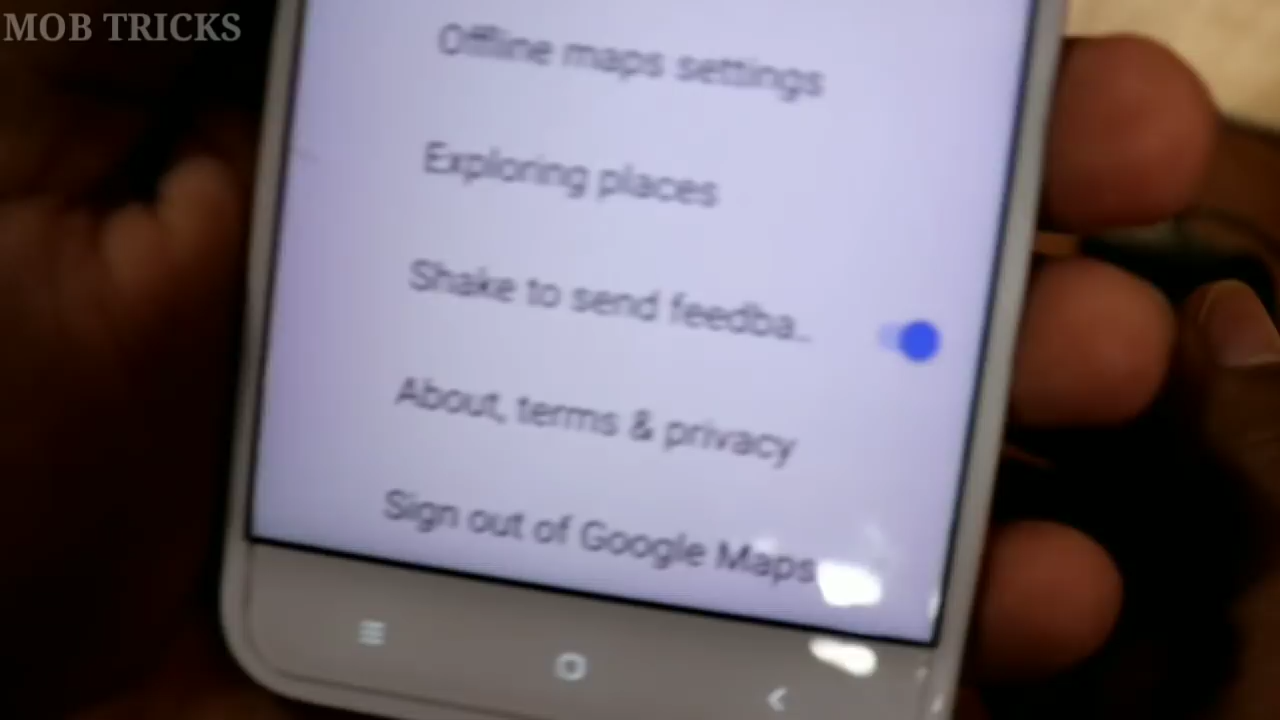 MOB TRICKS
Offline maps settings
Exploring places
Shake to send feedba..
About, terms & privacy
Sign out of Google Maps